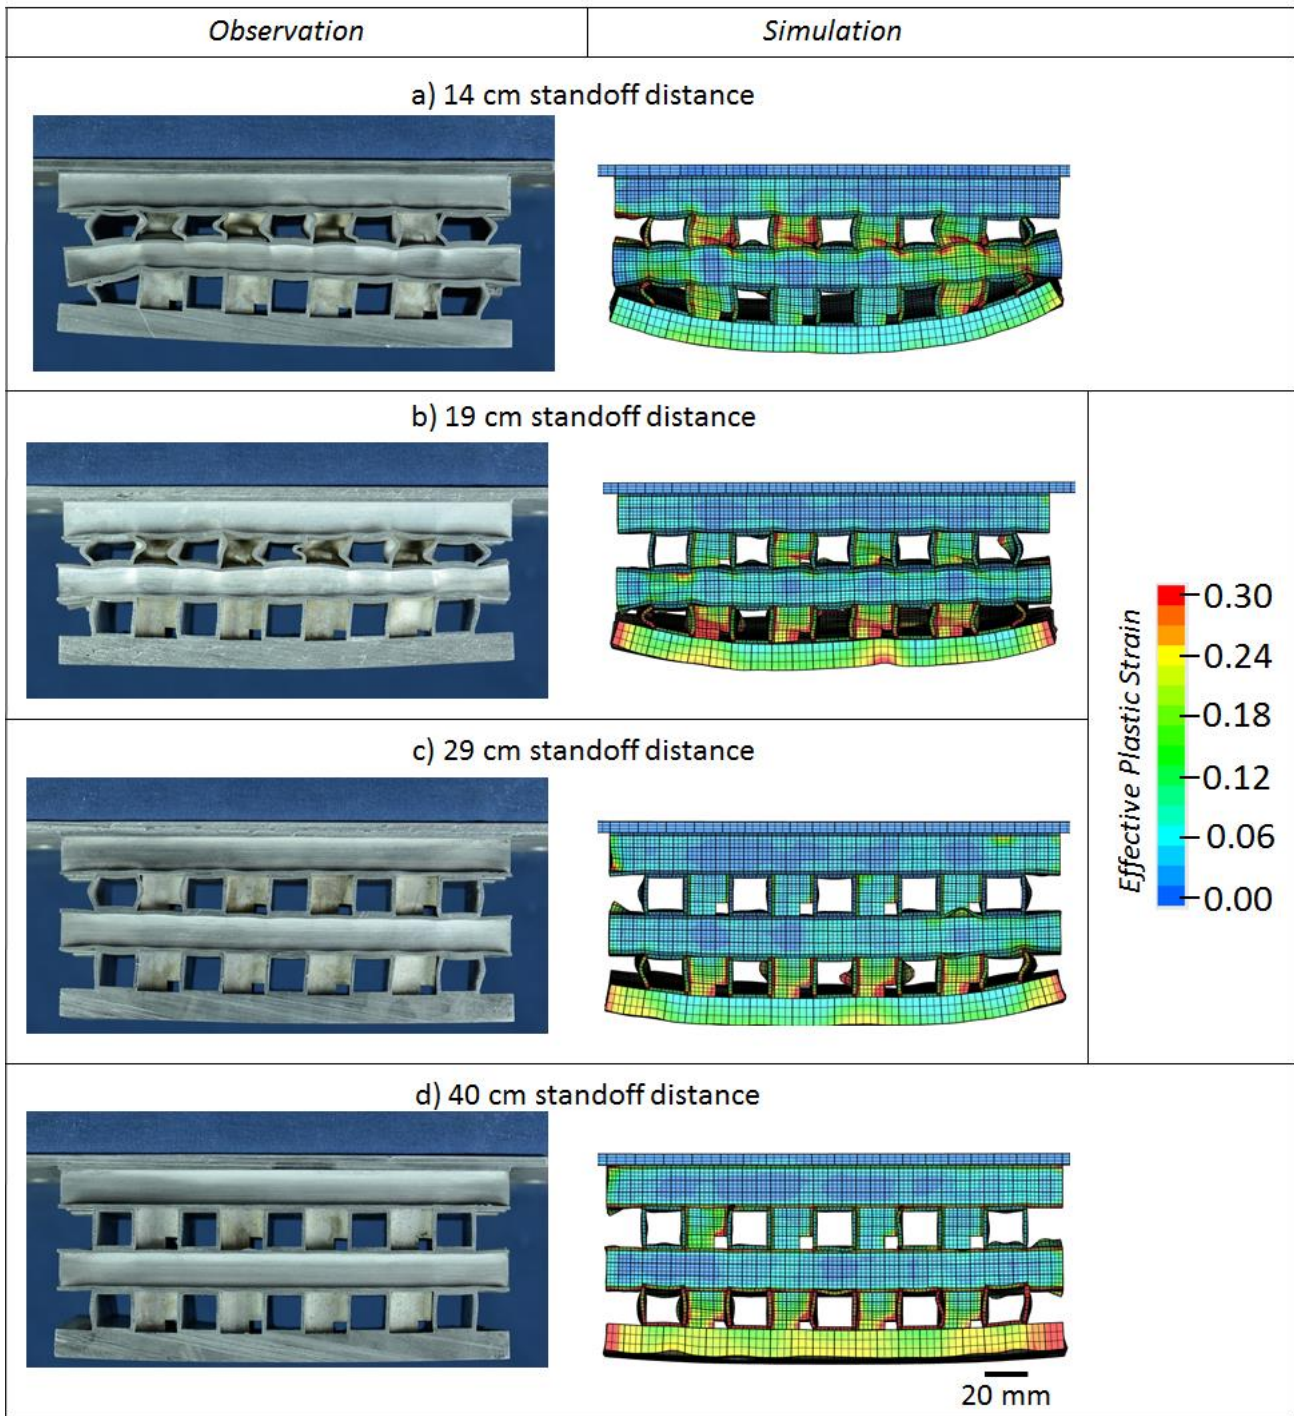 Observation
Simulation
a) 14 cm standoff distance
b) 19 cm standoff distance
c) 29 cm standoff distance
d) 40 cm standoff distance
Effective Plastic Strain
0.30
0.24
0.18
0.12
0.06
0.00
20 mm